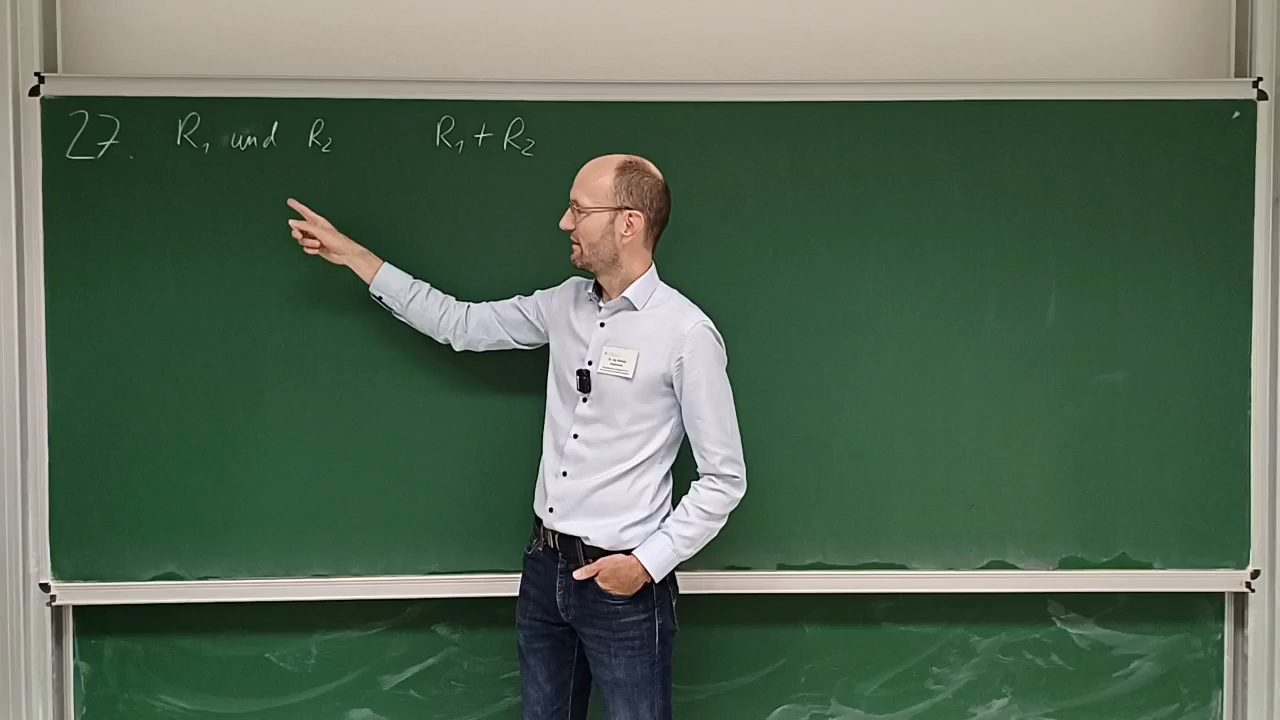 27. R₁ und R₂ R₁ + R₂